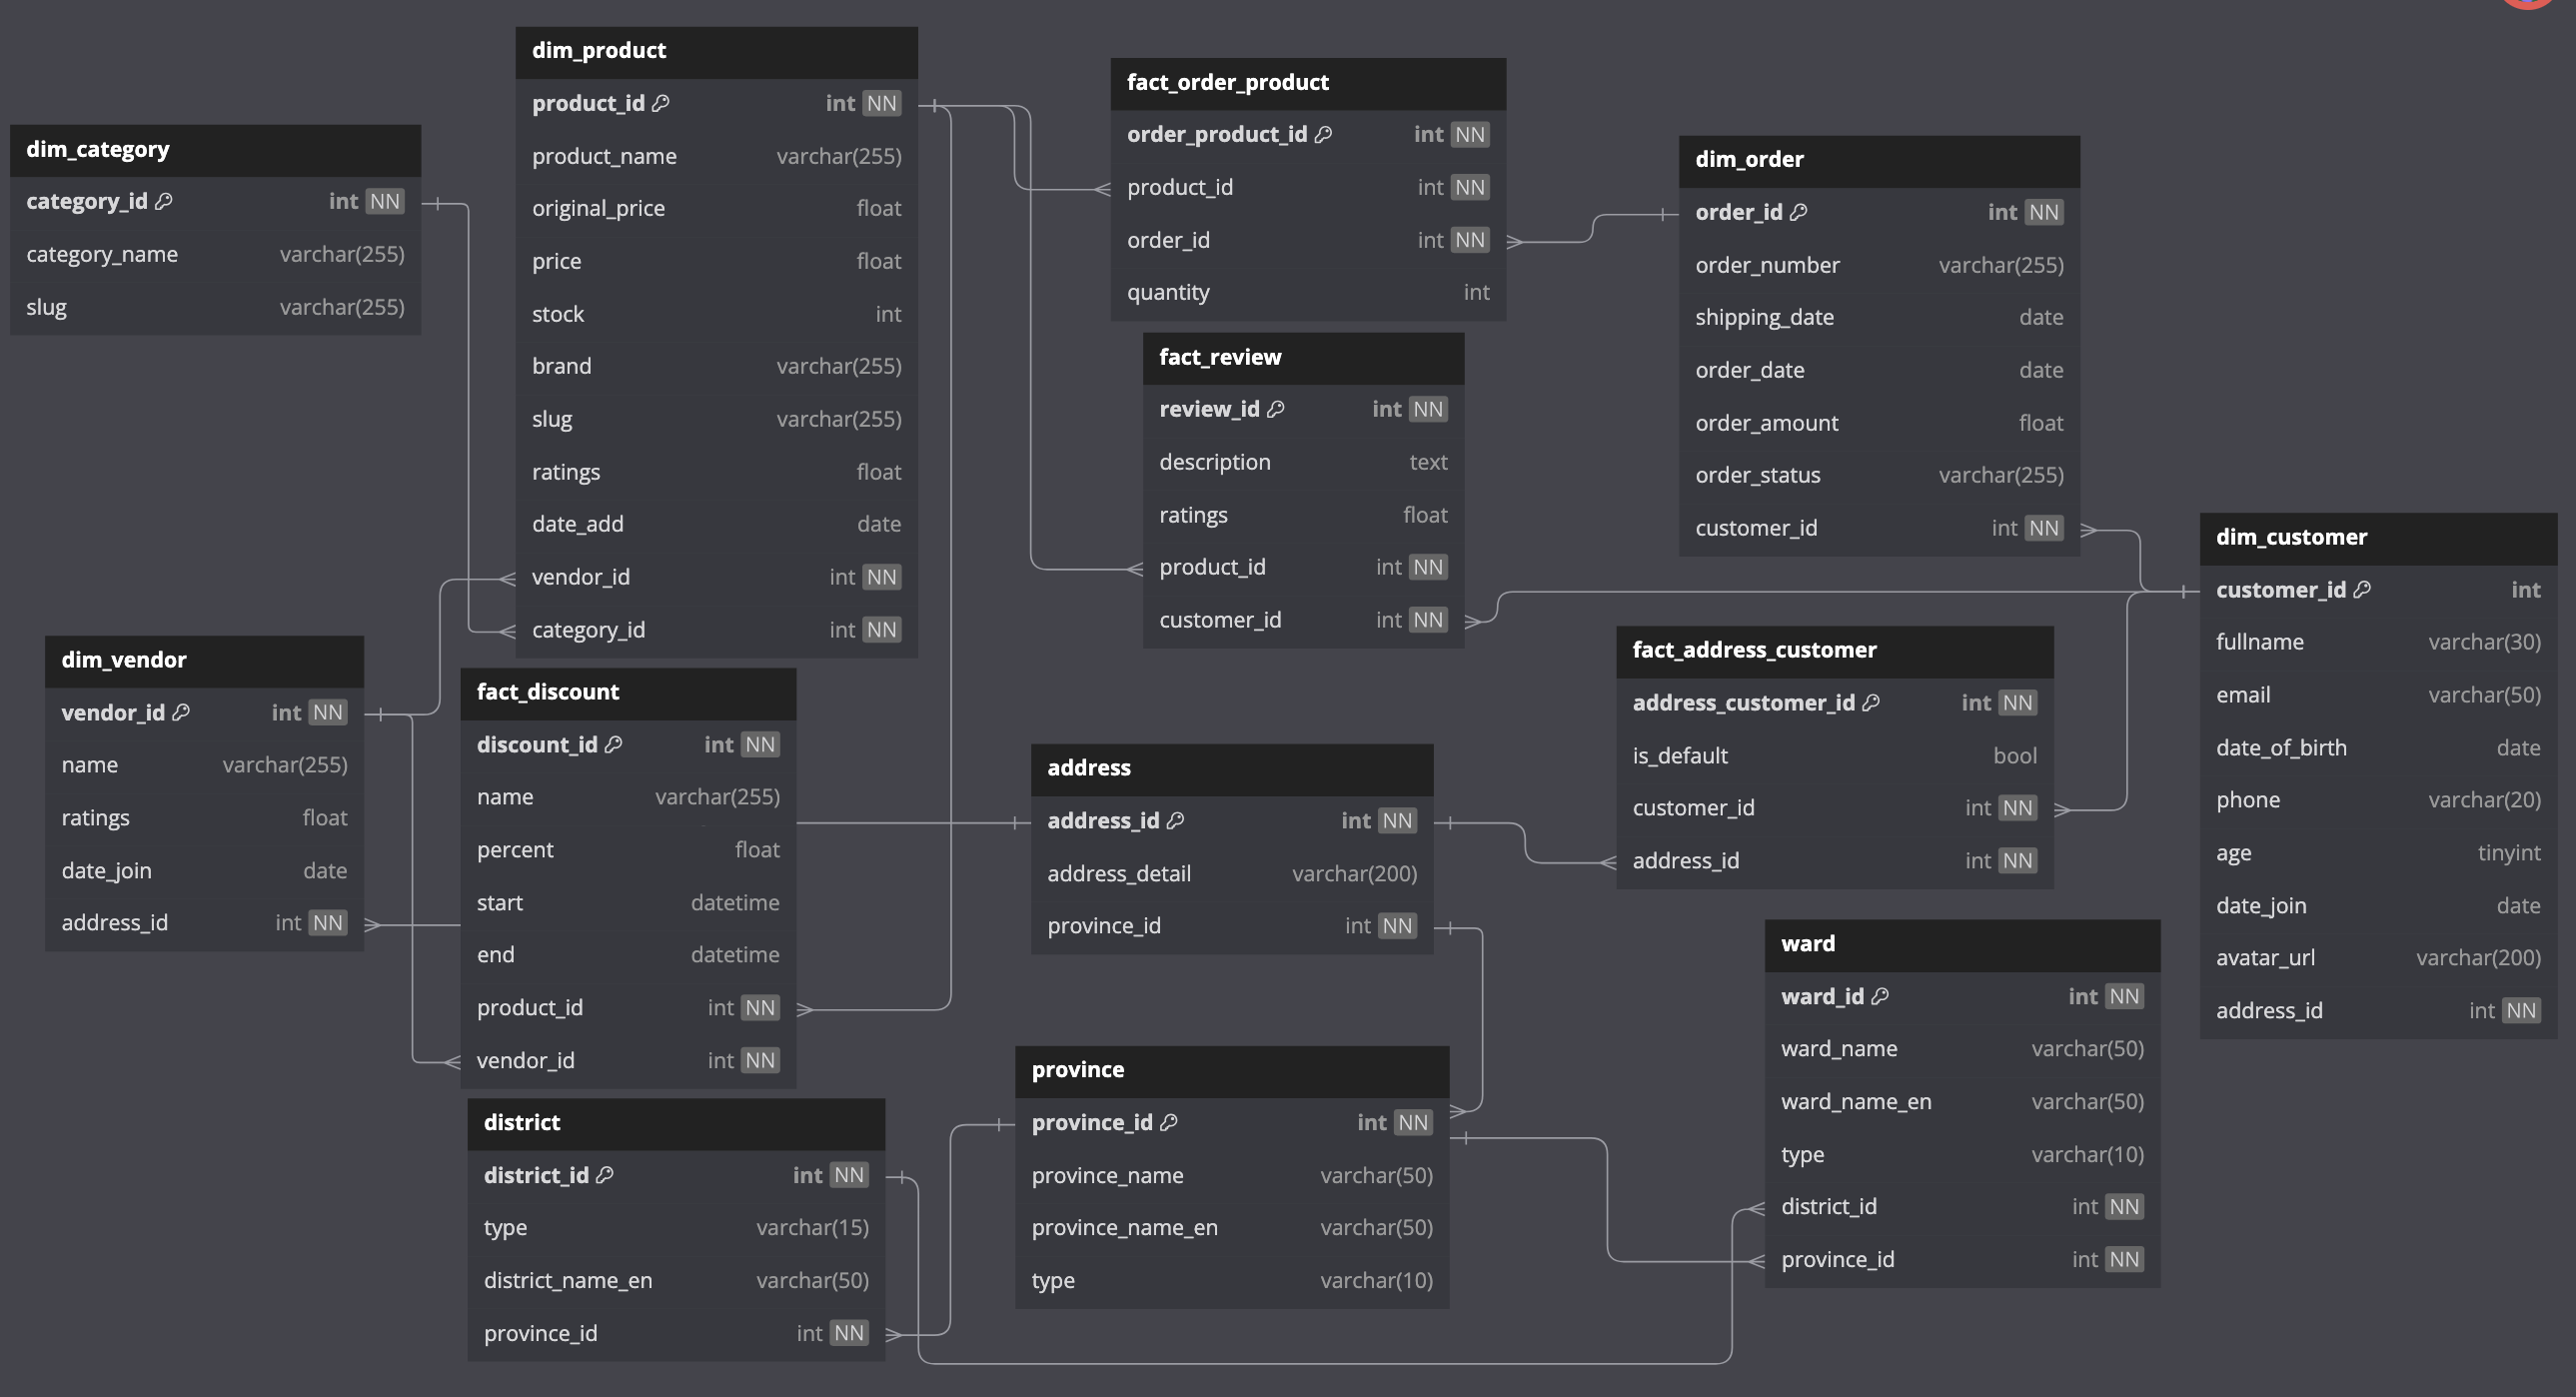 dim_product
product_id int NN
product_name varchar(255)
original_price float
price float
stock int
brand varchar(255)
slug varchar(255)
ratings float
date_add date
vendor_id int NN
category_id int NN
fact_order_product
order_product_id int NN
product_id int NN
order_id int NN
quantity int
dim_category
category_id int NN
category_name varchar(255)
slug varchar(255)
dim_order
order_id int NN
order_number varchar(255)
shipping_date date
order_date date
order_amount float
order_status varchar(255)
customer_id int NN
fact_review
review_id int NN
description text
ratings float
product_id int NN
customer_id int NN
dim_customer
customer_id int
fullname varchar(30)
email varchar(50)
date_of_birth date
phone varchar(20)
age tinyint
date_join date
avatar_url varchar(200)
address_id int NN
dim_vendor
vendor_id int NN
name varchar(255)
ratings float
date_join date
address_id int NN
fact_discount
discount_id int NN
name varchar(255)
percent float
start datetime
end datetime
product_id int NN
vendor_id int NN
fact_address_customer
address_customer_id int NN
is_default bool
customer_id int NN
address_id int NN
address
address_id int NN
address_detail varchar(200)
province_id int NN
ward
ward_id int NN
ward_name varchar(50)
ward_name_en varchar(50)
type varchar(10)
district_id int NN
province_id int NN
province
province_id int NN
province_name varchar(50)
province_name_en varchar(50)
type varchar(10)
district
district_id int NN
type varchar(15)
district_name_en varchar(50)
province_id int NN